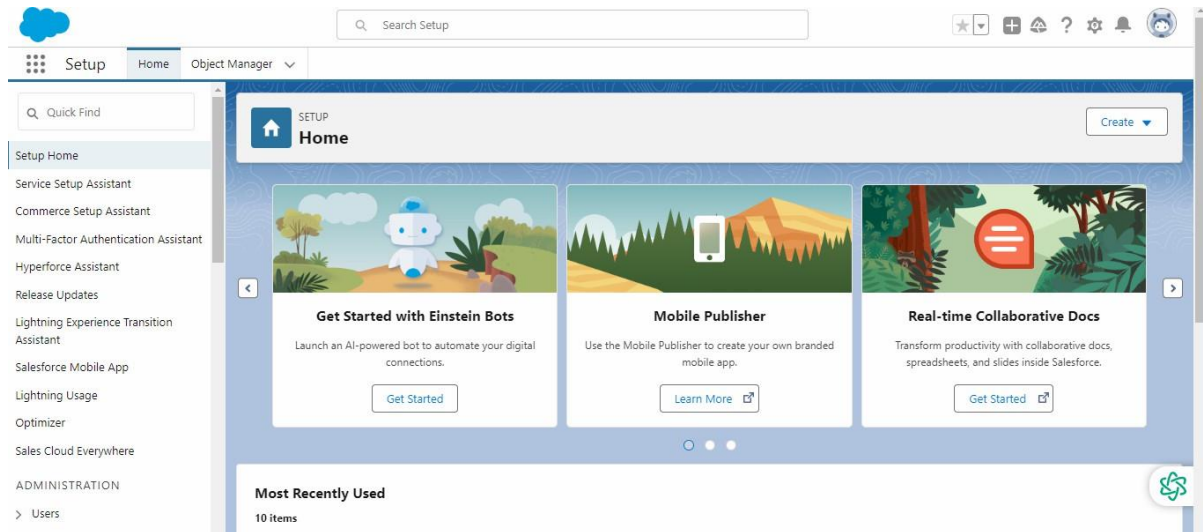 Search Setup
Setup
Home
Object Manager
Quick Find
Setup Home
Service Setup Assistant
Commerce Setup Assistant
Multi-Factor Authentication Assistant
Hyperforce Assistant
Release Updates
Lightning Experience Transition
Assistant
Salesforce Mobile App
Lightning Usage
Optimizer
Sales Cloud Everywhere
ADMINISTRATION
Users
SETUP
Home
Create
Get Started with Einstein Bots
Launch an AI-powered bot to automate your digital
connections.
Get Started
Mobile Publisher
Use the Mobile Publisher to create your own branded
mobile app.
Learn More
Real-time Collaborative Docs
Transform productivity with collaborative docs,
spreadsheets, and slides inside Salesforce.
Get Started
Most Recently Used
10 items